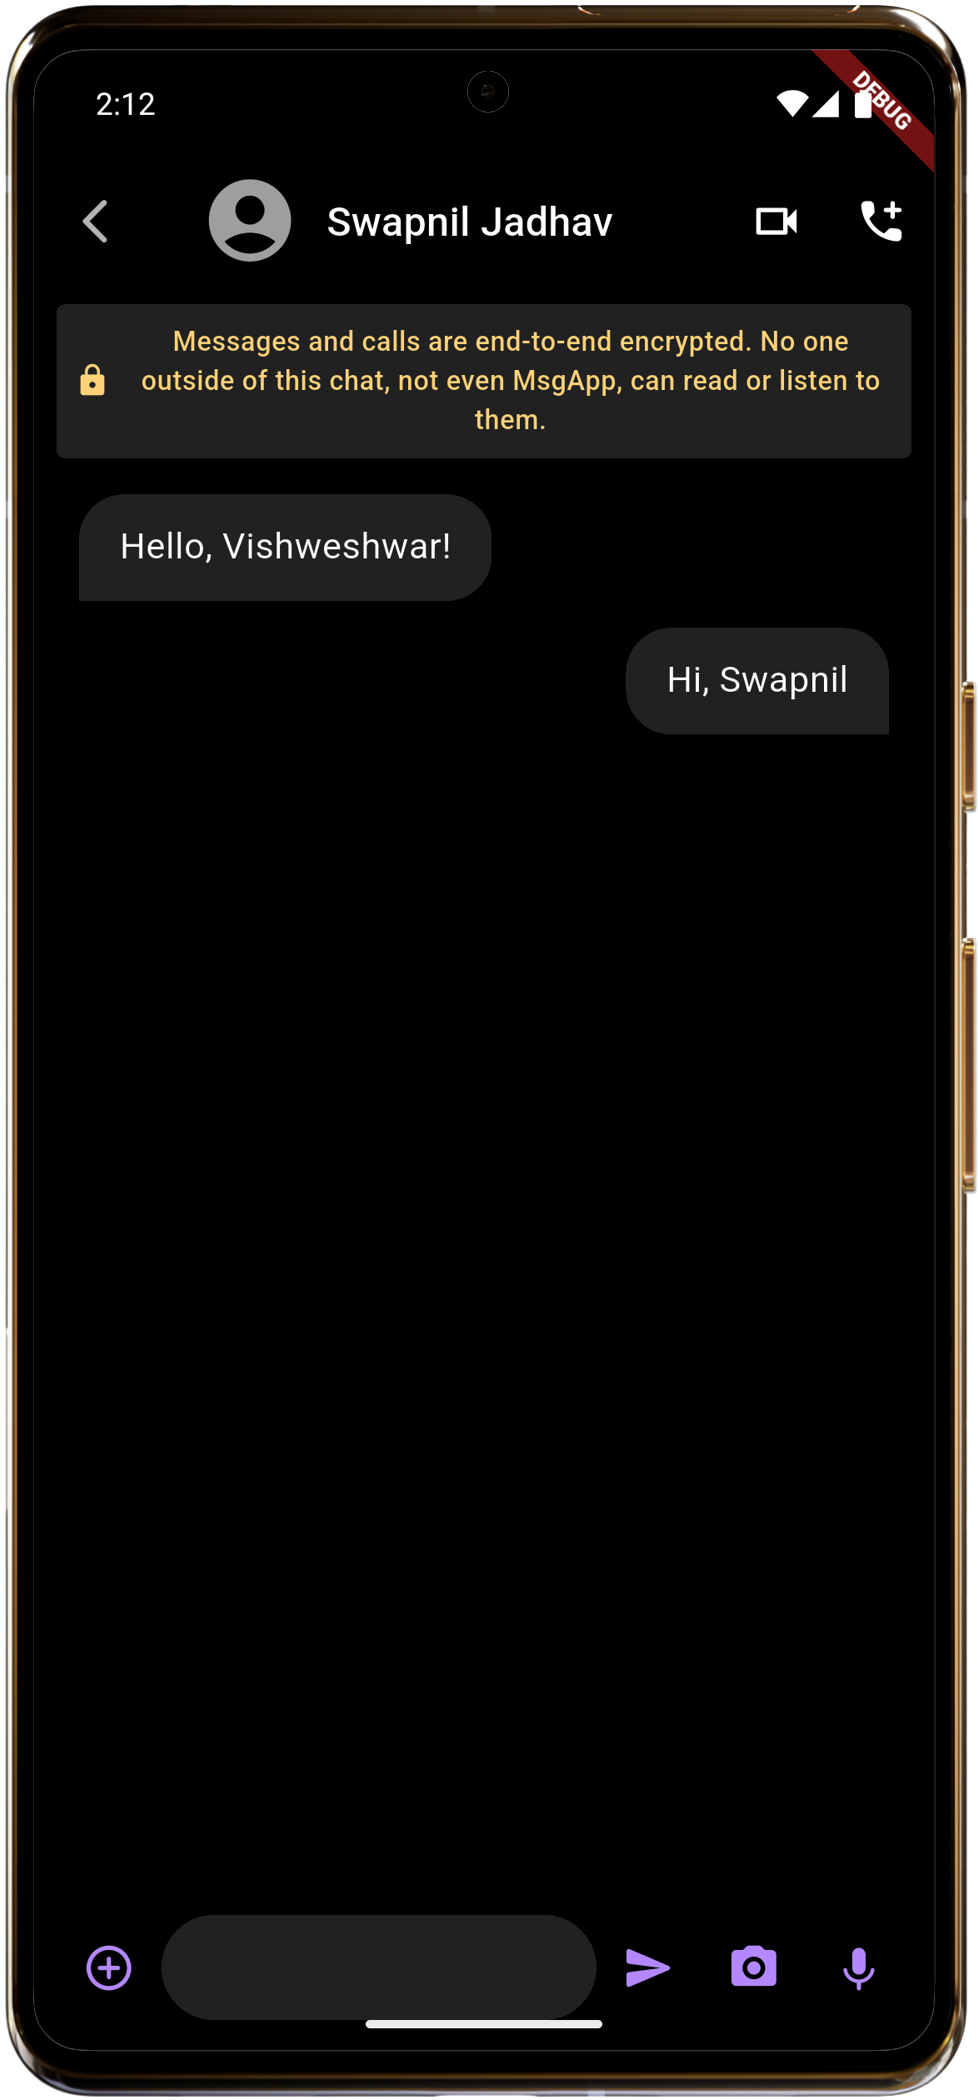 2:12
DEBUG
Swapnil Jadhav
Messages and calls are end-to-end encrypted. No one
outside of this chat, not even MsgApp, can read or listen to
them.
Hello, Vishweshwar!
Hi, Swapnil